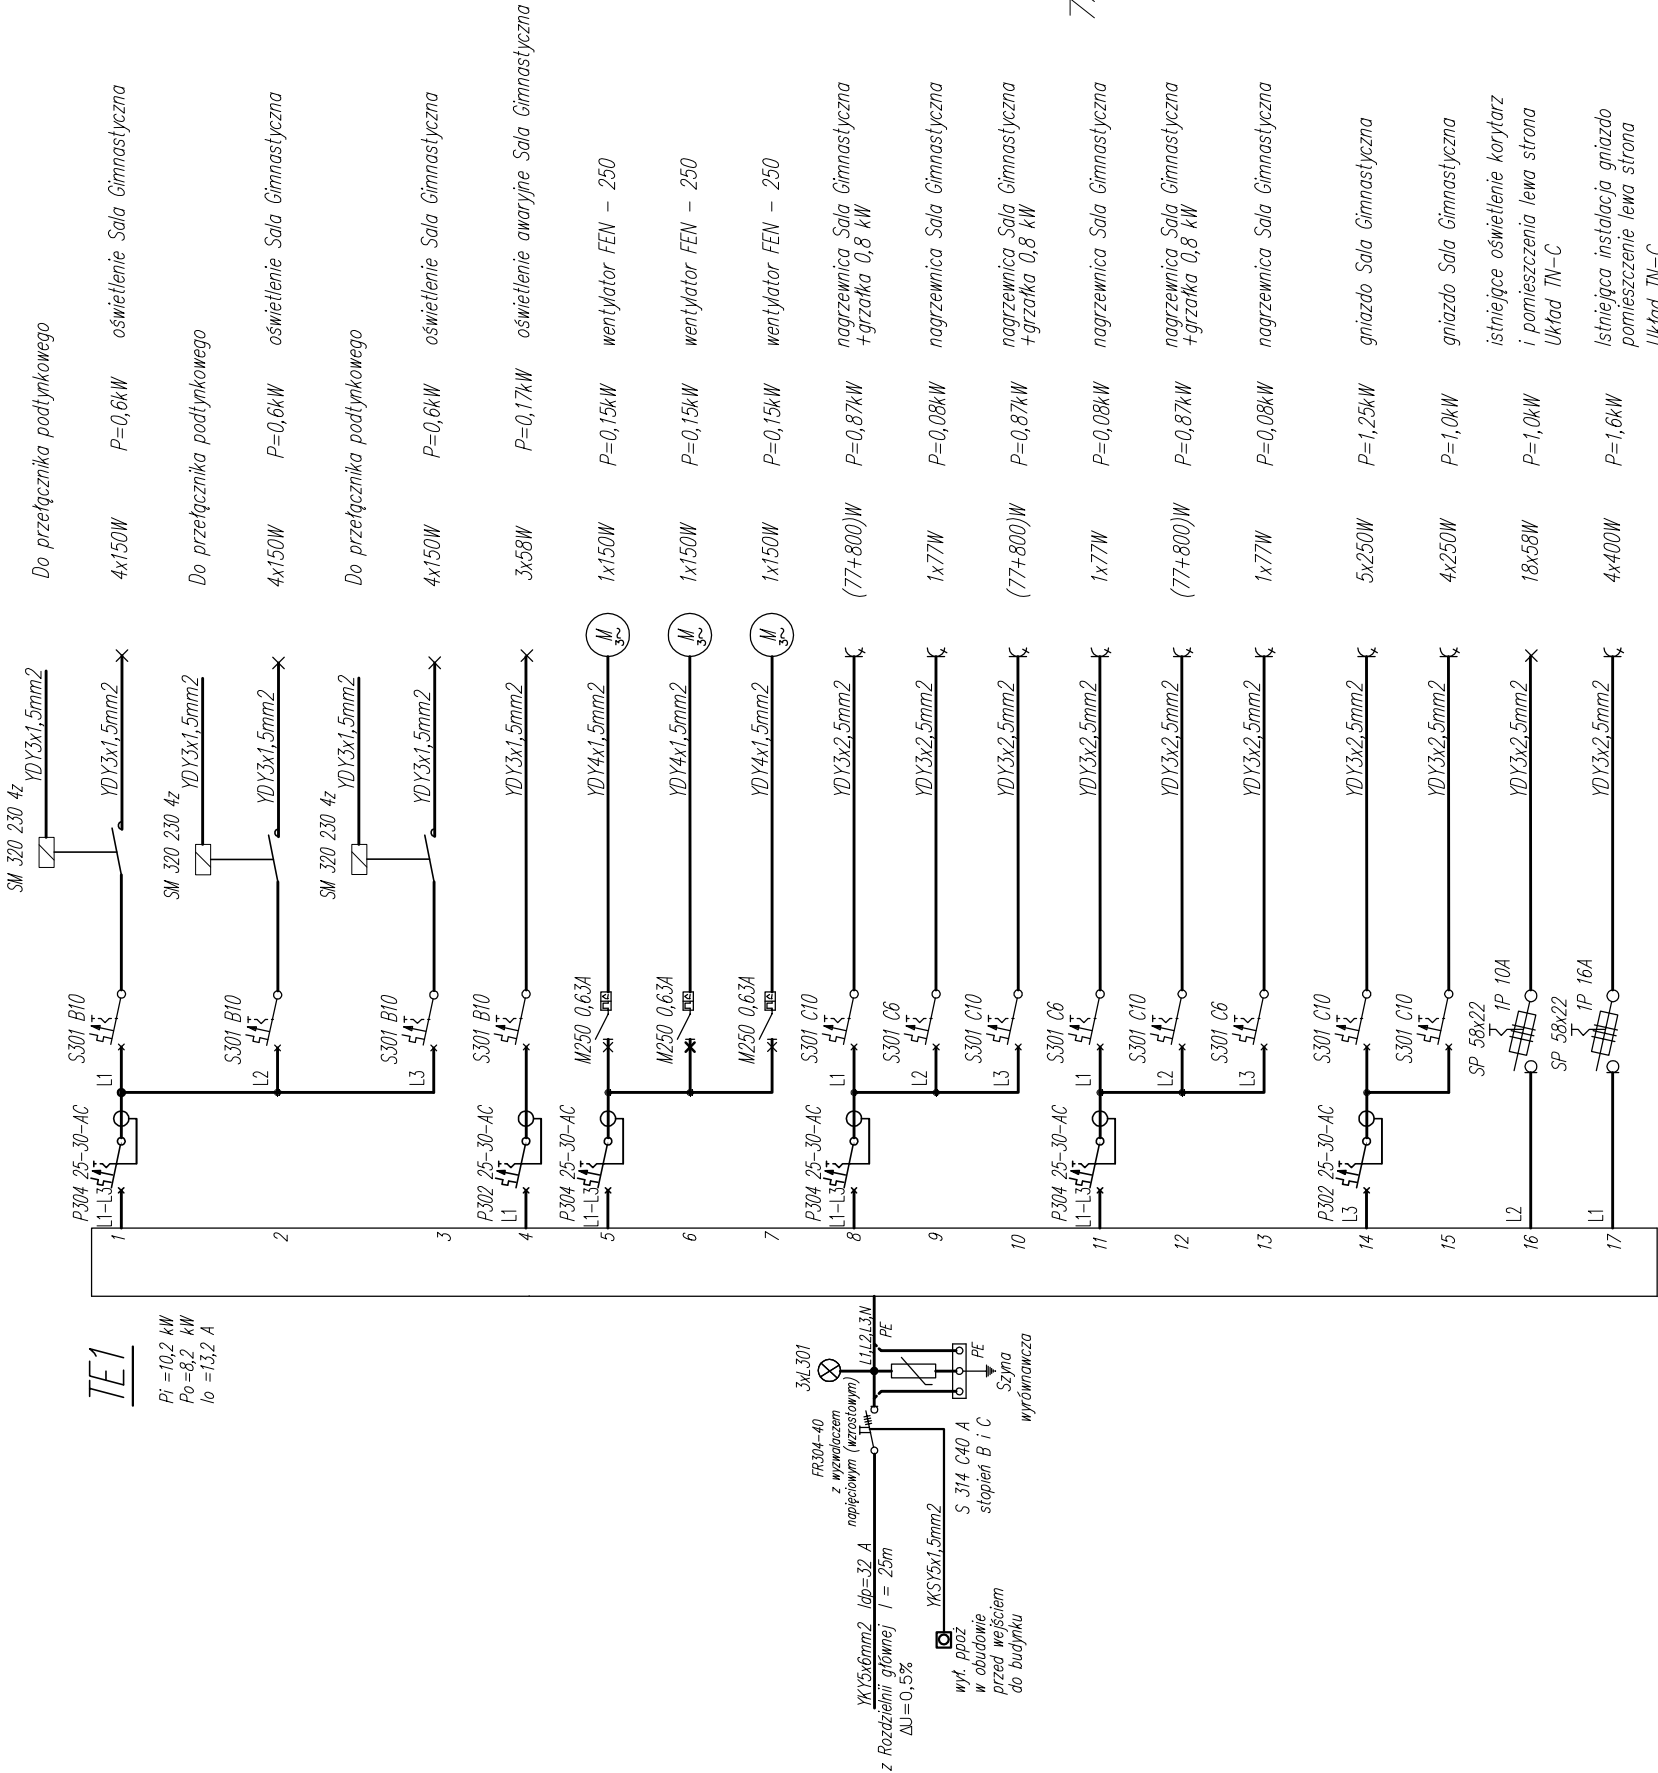 TE1
Pi =10,2 kW
Po=8,2 kW
Io =13,2 A
YKY5x6mm2 Idp=32 A
z Rozdzielni głównej l = 25m
ΔU=0,5%
wył. ppoż
w obudowie
przed wejściem
do budynku
YKSY5x1,5mm2
FR304-40
z wyzwalaczem
napięciowym (wzrostowym)
S 314 C40 A
stopień B i C
3xL301
L1,L2,L3,N
PE
PE
Szyna
wyrównawcza
SM 320 230 4z
YDY3x1,5mm2
Do przełącznika podtynkowego
1
L1-L3
P304 25-30-AC
L1
S301 B10
YDY3x1,5mm2
4x150W
P=0,6kW
oświetlenie Sala Gimnastyczna
SM 320 230 4z
YDY3x1,5mm2
Do przełącznika podtynkowego
2
L2
S301 B10
YDY3x1,5mm2
4x150W
P=0,6kW
oświetlenie Sala Gimnastyczna
SM 320 230 4z
YDY3x1,5mm2
Do przełącznika podtynkowego
3
L3
S301 B10
YDY3x1,5mm2
4x150W
P=0,6kW
oświetlenie Sala Gimnastyczna
4
L1
P302 25-30-AC
S301 B10
YDY3x1,5mm2
3x58W
P=0,17kW
oświetlenie awaryjne Sala Gimnastyczna
5
L1-L3
P304 25-30-AC
M250 0,63A
YDY4x1,5mm2
M
3~
1x150W
P=0,15kW
wentylator FEN - 250
6
M250 0,63A
YDY4x1,5mm2
M
3~
1x150W
P=0,15kW
wentylator FEN - 250
7
M250 0,63A
YDY4x1,5mm2
M
3~
1x150W
P=0,15kW
wentylator FEN - 250
8
L1-L3
P304 25-30-AC
L1
S301 C10
YDY3x2,5mm2
(77+800)W
P=0,87kW
nagrzewnica Sala Gimnastyczna
+grzałka 0,8 kW
9
L2
S301 C6
YDY3x2,5mm2
1x77W
P=0,08kW
nagrzewnica Sala Gimnastyczna
10
L3
S301 C10
YDY3x2,5mm2
(77+800)W
P=0,87kW
nagrzewnica Sala Gimnastyczna
+grzałka 0,8 kW
11
L1-L3
P304 25-30-AC
L1
S301 C6
YDY3x2,5mm2
1x77W
P=0,08kW
nagrzewnica Sala Gimnastyczna
12
L2
S301 C10
YDY3x2,5mm2
(77+800)W
P=0,87kW
nagrzewnica Sala Gimnastyczna
+grzałka 0,8 kW
13
L3
S301 C6
YDY3x2,5mm2
1x77W
P=0,08kW
nagrzewnica Sala Gimnastyczna
14
L3
P302 25-30-AC
S301 C10
YDY3x2,5mm2
5x250W
P=1,25kW
gniazdo Sala Gimnastyczna
15
S301 C10
YDY3x2,5mm2
4x250W
P=1,0kW
gniazdo Sala Gimnastyczna
16
L2
SP 58x22
1P 10A
YDY3x2,5mm2
18x58W
P=1,0kW
istniejące oświetlenie korytarz
i pomieszczenia lewa strona
Układ TN-C
17
L1
SP 58x22
1P 16A
YDY3x2,5mm2
4x400W
P=1,6kW
Istniejąca instalacja gniazdo
pomieszczenie lewa strona
Układ TN-C